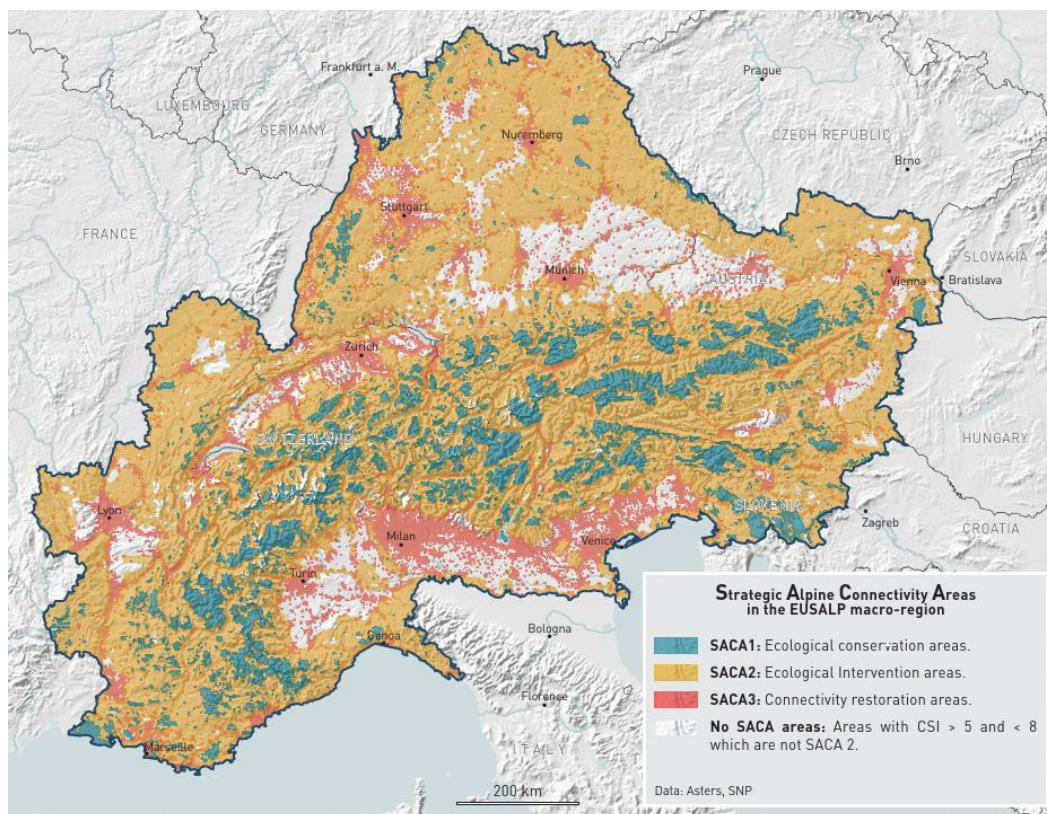 Frankfurt a. M.
Prague
LUXEMBOURG
GERMANY
CZECH REPUBLIC
Nuremberg
Brno
Stuttgart
FRANCE
SLOVAKIA
Munich
AUSTRIA
Vienna
Bratislava
Zurich
SWITZERLAND
HUNGARY
Lyon
SLOVENIA
Zagreb
CROATIA
Milan
Venice
Turin
Genoa
Bologna
Florence
ITALY
Marseille
200 km
Strategic Alpine Connectivity Areas
in the EUSALP macro-region
SACA1: Ecological conservation areas.
SACA2: Ecological Intervention areas.
SACA3: Connectivity restoration areas.
No SACA areas: Areas with CSI > 5 and < 8
which are not SACA 2.
Data: Asters, SNP